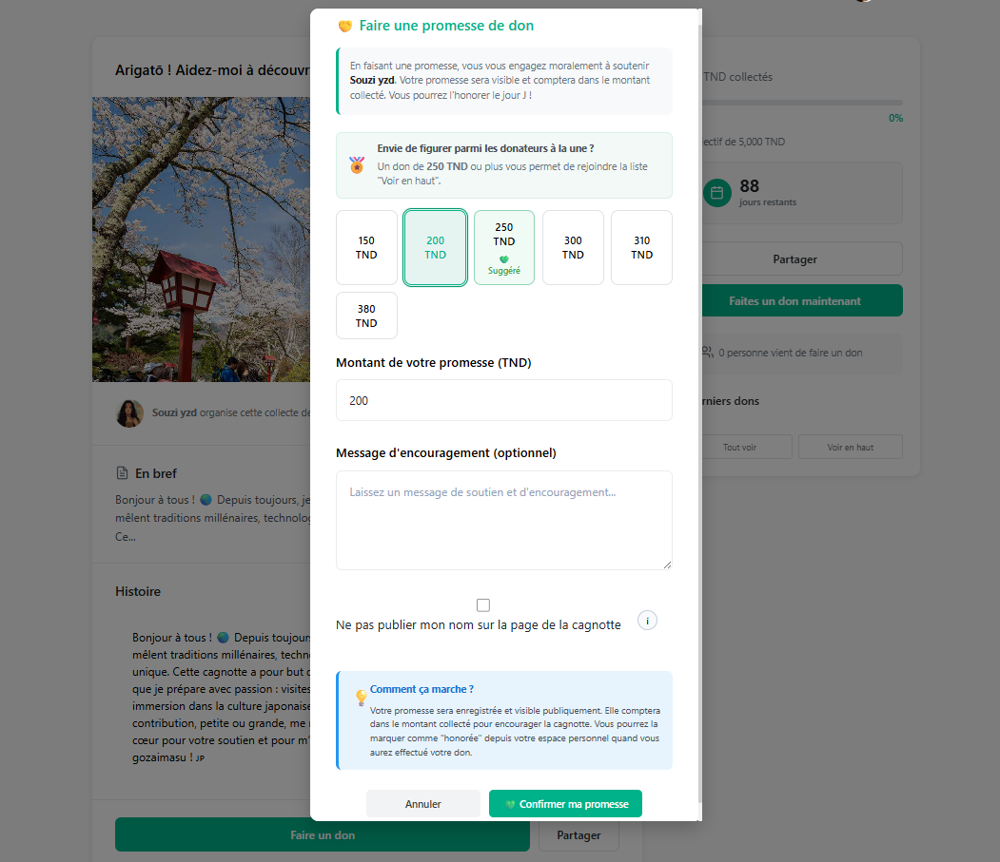 Faire une promesse de don
En faisant une promesse, vous vous engagez moralement à soutenir
Souzi yzd. Votre promesse sera visible et comptera dans le montant
collecté. Vous pourrez l'honorer le jour J !
Envie de figurer parmi les donateurs à la une ?
Un don de 250 TND ou plus vous permet de rejoindre la liste
"Voir en haut".
150
TND
200
TND
250
TND
Suggéré
300
TND
310
TND
380
TND
Montant de votre promesse (TND)
200
Message d'encouragement (optionnel)
Laissez un message de soutien et d'encouragement...
Ne pas publier mon nom sur la page de la cagnotte
i
Comment ça marche ?
Votre promesse sera enregistrée et visible publiquement. Elle comptera
dans le montant collecté pour encourager la cagnotte. Vous pourrez la
marquer comme "honorée" depuis votre espace personnel quand vous
aurez effectué votre don.
Annuler
Confirmer ma promesse
Arigatō ! Aidez-moi à découvr
Souzi yzd organise cette collecte de
En bref
Bonjour à tous ! Depuis toujours, je
mêlent traditions millénaires, technolog
Ce...
Histoire
Bonjour à tous ! Depuis toujours
mêlent traditions millénaires, techn
unique. Cette cagnotte a pour but d
que je prépare avec passion : visites
immersion dans la culture japonaise
contribution, petite ou grande, me r
cœur pour votre soutien et pour m'
gozaimasu ! JP
Faire un don
Partager
TND collectés
0%
ectif de 5,000 TND
88
jours restants
Partager
Faites un don maintenant
0 personne vient de faire un don
rniers dons
Tout voir
Voir en haut